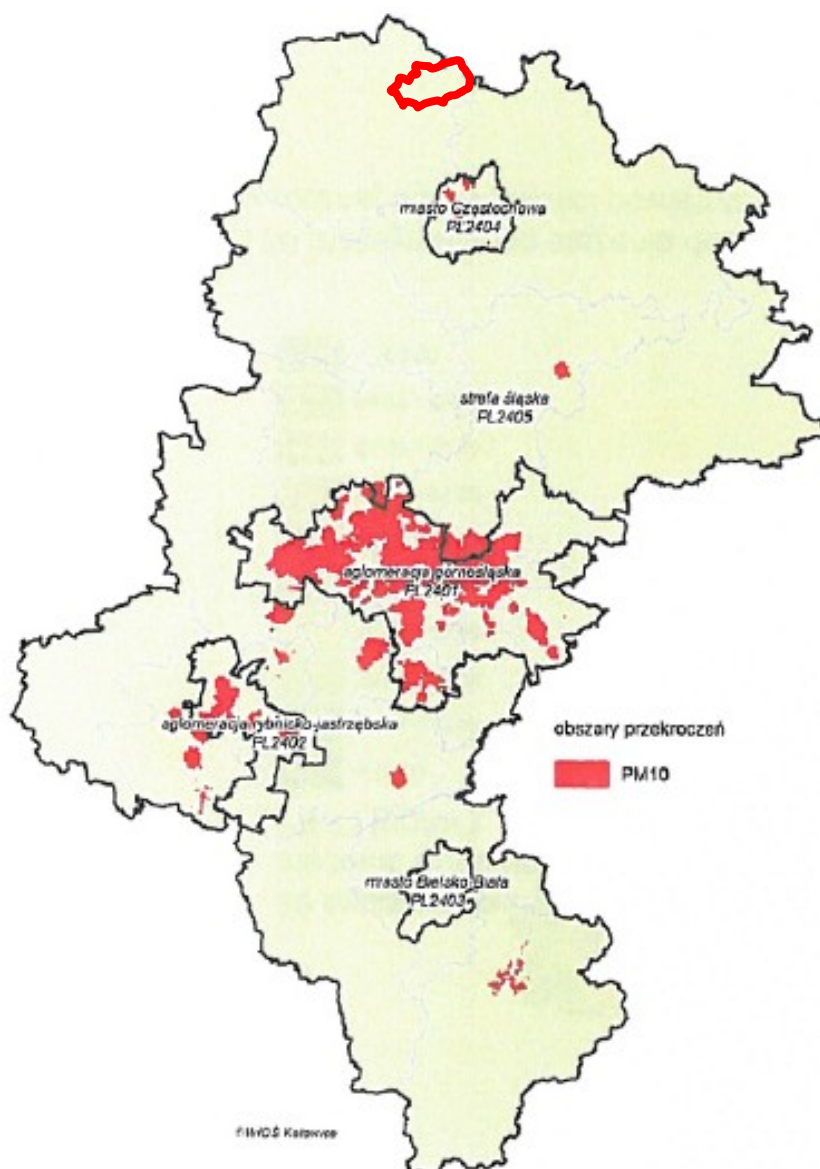 miasto Częstochowa
PL2404
strefa śląska
PL2405
aglomeracja górnośląska
PL2401
aglomeracja rybnicko-jastrzębska
PL2402
obszary przekroczeń
PM10
miasto Bielsko-Biała
PL2403
©WIOŚ Katowice